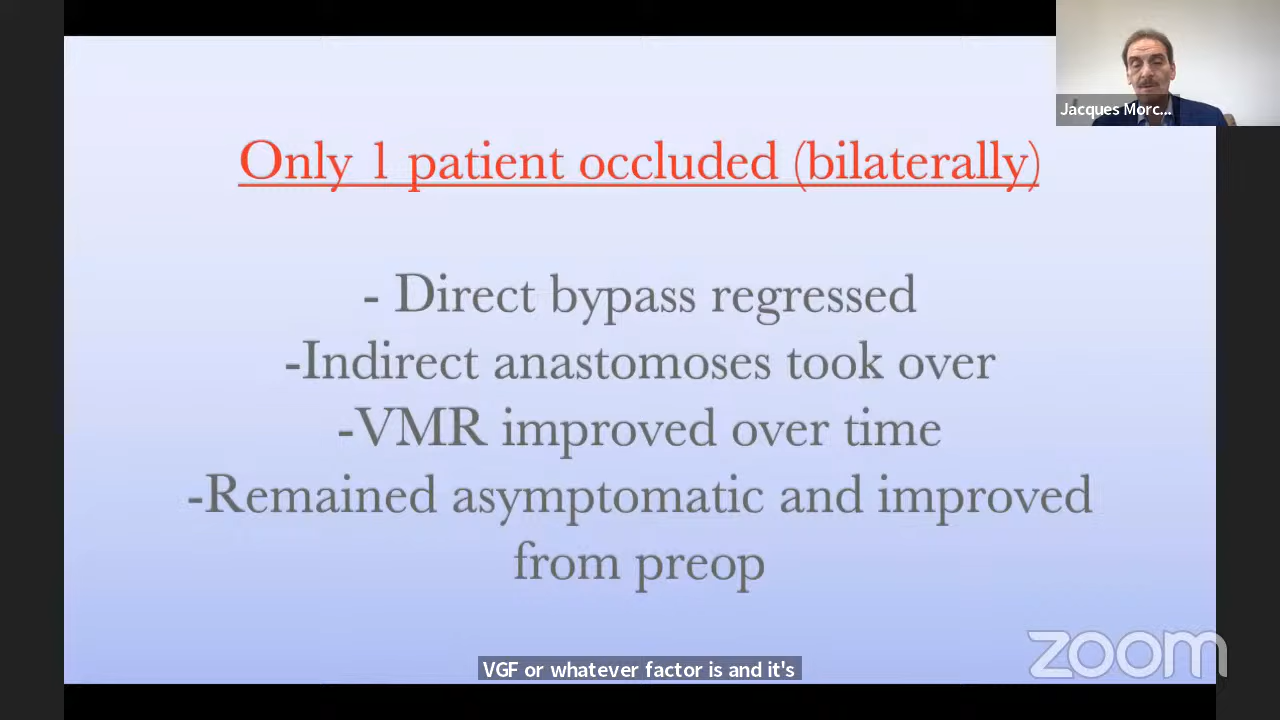 Jacques Morc...
Only 1 patient occluded (bilaterally)
- Direct bypass regressed
-Indirect anastomoses took over
-VMR improved over time
-Remained asymptomatic and improved
from preop
zoom
VGF or whatever factor is and it's